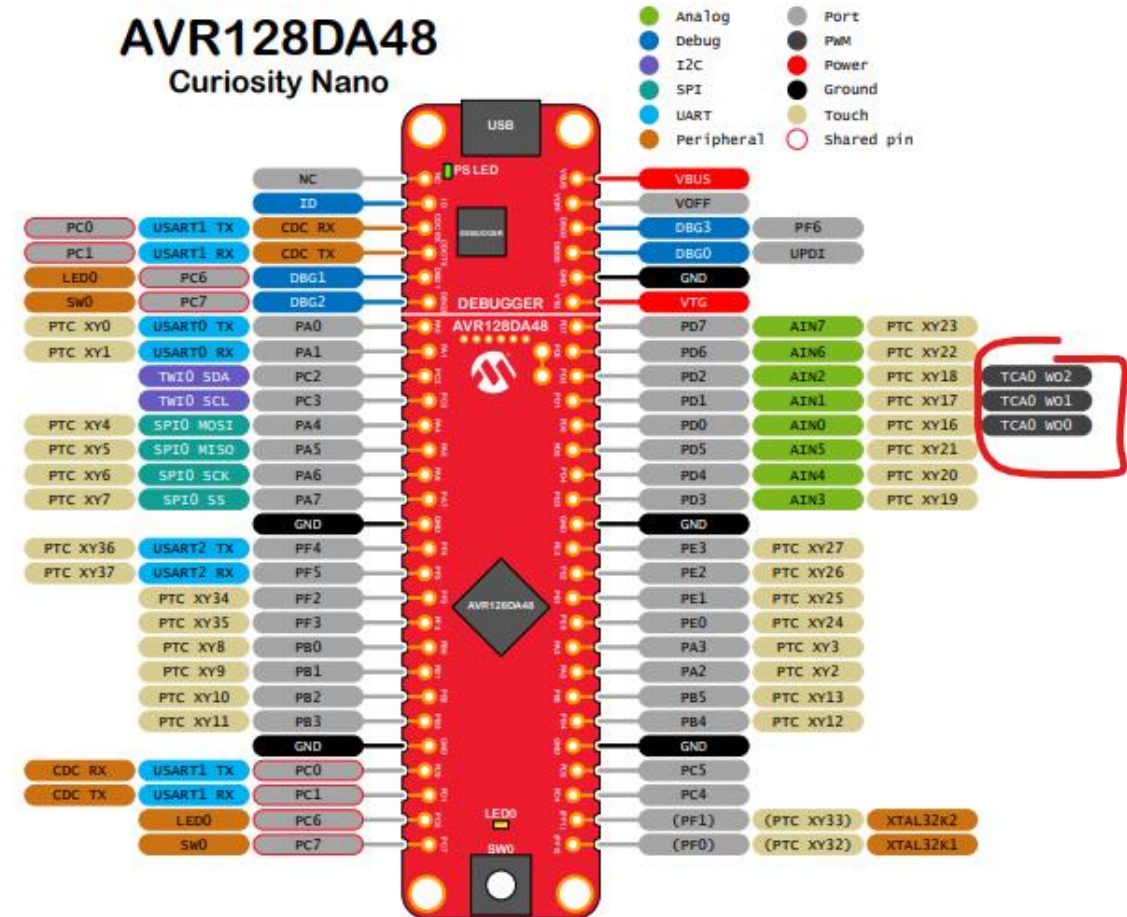 AVR128DA48
Curiosity Nano
Analog Port
Debug PWM
I2C Power
SPI Ground
UART Touch
Peripheral Shared pin
USB
PS LED
NC NC VBUS VBUS
ID ID VOFF VOFF
PC0 USART1 TX CDC RX DEBUGGER DBG3 PF6
PC1 USART1 RX CDC TX DBG0 UPDI
LED0 PC6 DBG1 GND GND
SW0 PC7 DBG2 DEBUGGER VTG
PTC XY0 USART0 TX PA0 AVR128DA48 PD7 AIN7 PTC XY23
PTC XY1 USART0 RX PA1 PD6 AIN6 PTC XY22
TWI0 SDA PC2 PD2 AIN2 PTC XY18 TCA0 WO2
TWI0 SCL PC3 PD1 AIN1 PTC XY17 TCA0 WO1
PTC XY4 SPI0 MOSI PA4 PD0 AIN0 PTC XY16 TCA0 WO0
PTC XY5 SPI0 MISO PA5 PD5 AIN5 PTC XY21
PTC XY6 SPI0 SCK PA6 PD4 AIN4 PTC XY20
PTC XY7 SPI0 SS PA7 PD3 AIN3 PTC XY19
GND GND
PTC XY36 USART2 TX PF4 PE3 PTC XY27
PTC XY37 USART2 RX PF5 PE2 PTC XY26
PTC XY34 PF2 AVR128DA48 PE1 PTC XY25
PTC XY35 PF3 PE0 PTC XY24
PTC XY8 PB0 PA3 PTC XY3
PTC XY9 PB1 PA2 PTC XY2
PTC XY10 PB2 PB5 PTC XY13
PTC XY11 PB3 PB4 PTC XY12
GND GND
CDC RX USART1 TX PC0 PC5
CDC TX USART1 RX PC1 PC4
LED0 PC6 LED0 (PF1) (PTC XY33) XTAL32K2
SW0 PC7 SW0 (PF0) (PTC XY32) XTAL32K1